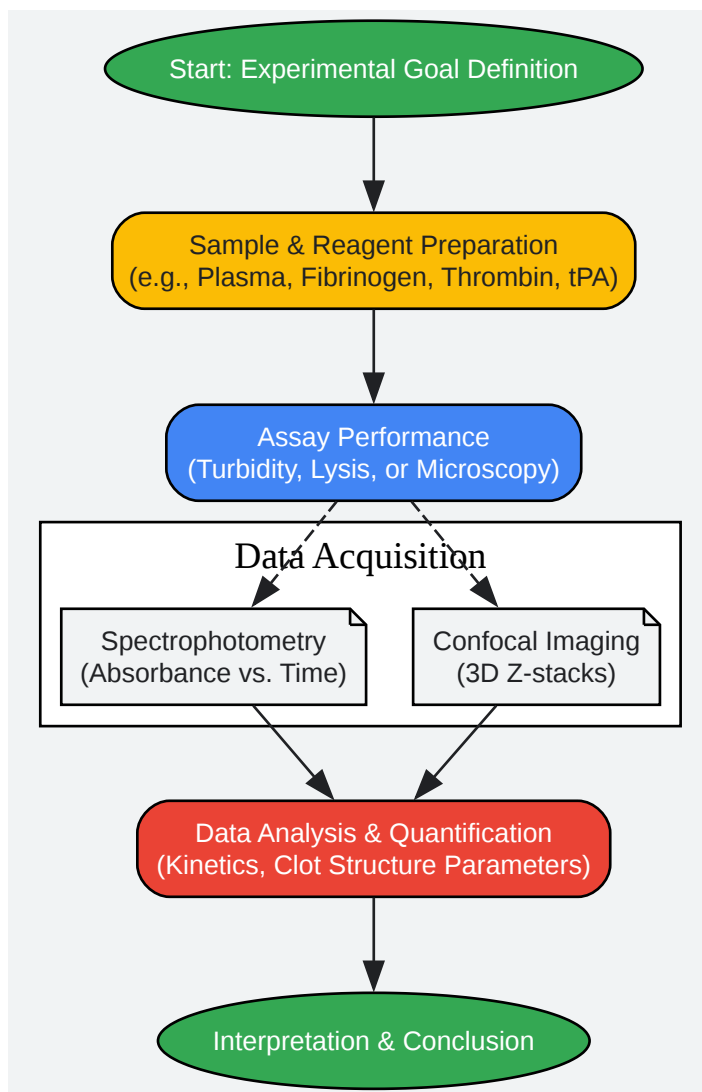 Start: Experimental Goal Definition
Sample & Reagent Preparation
(e.g., Plasma, Fibrinogen, Thrombin, tPA)
Assay Performance
(Turbidity, Lysis, or Microscopy)
Data Acquisition
Spectrophotometry
(Absorbance vs. Time)
Confocal Imaging
(3D Z-stacks)
Data Analysis & Quantification
(Kinetics, Clot Structure Parameters)
Interpretation & Conclusion